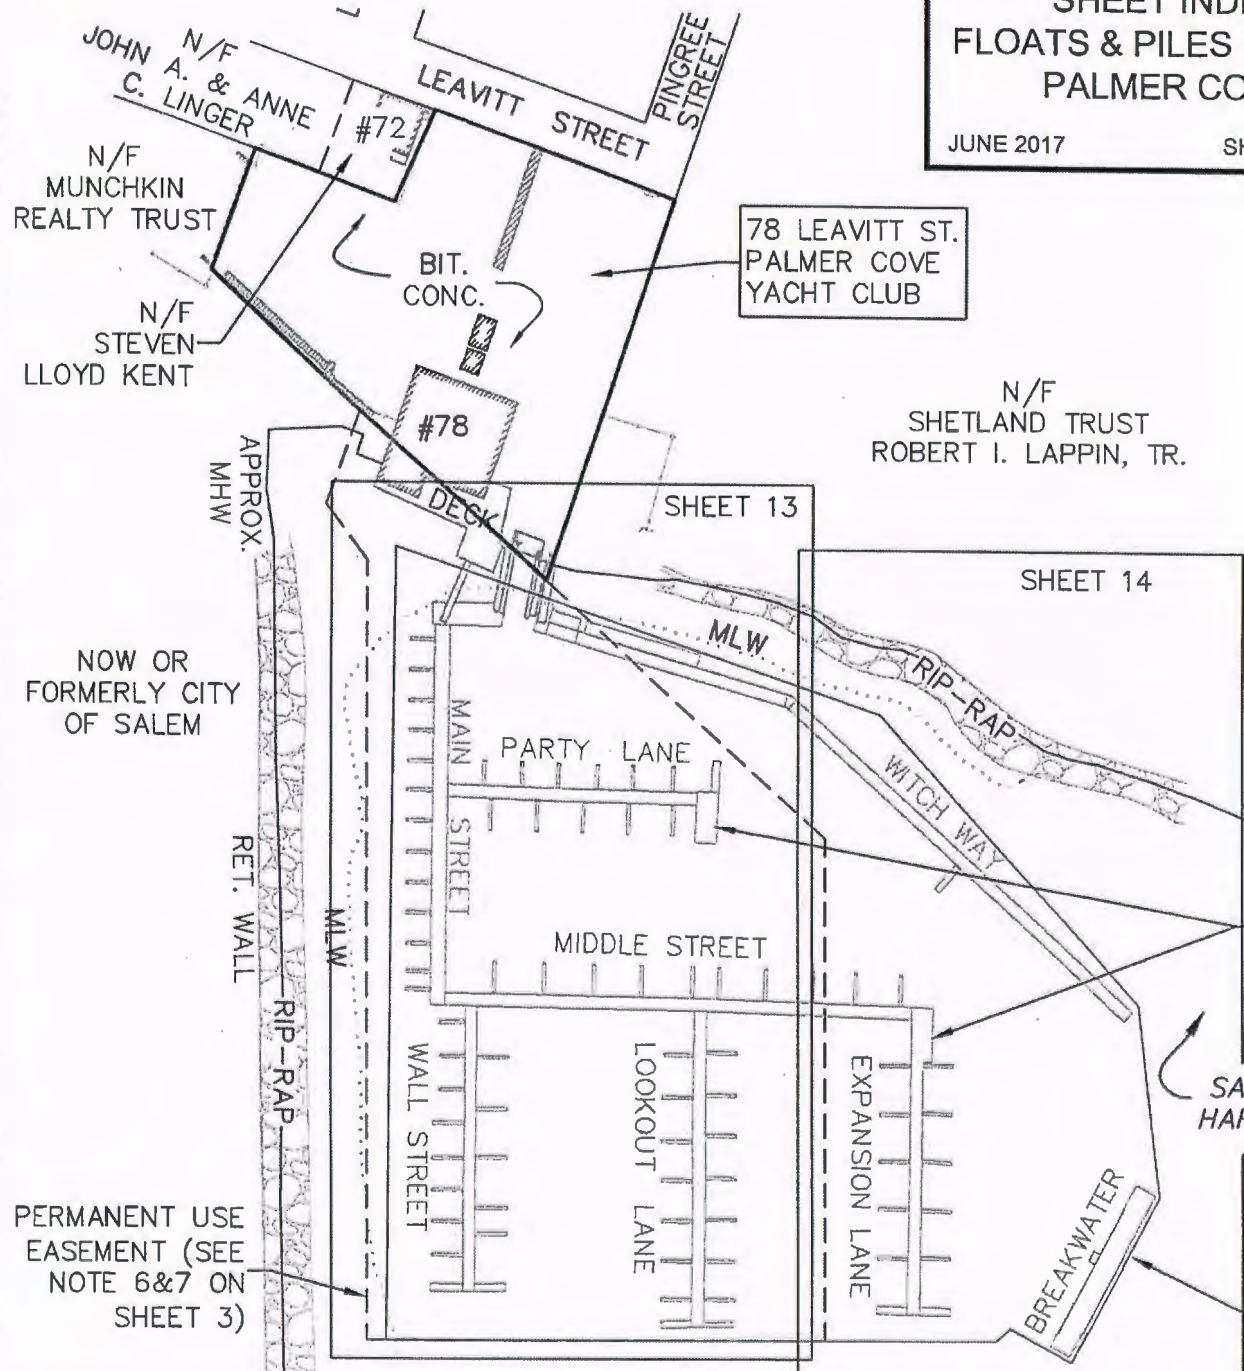 FLOATS & PILES
JUNE 2017
N/F
JOHN A. & ANNE
C. LINGER
#72
LEAVITT STREET
PINGREE
STREET
N/F
MUNCHKIN
REALTY TRUST
BIT.
CONC.
78 LEAVITT ST.
PALMER COVE
YACHT CLUB
N/F
STEVEN
LLOYD KENT
#78
N/F
SHETLAND TRUST
ROBERT I. LAPPIN, TR.
APPROX.
MHW
DECK
SHEET 13
SHEET 14
MLW
RIP-RAP
NOW OR
FORMERLY CITY
OF SALEM
MAIN STREET
PARTY LANE
WITCH WAY
RET. WALL
MLW
MIDDLE STREET
RIP-RAP
WALL STREET
LOOKOUT LANE
EXPANSION LANE
BREAKWATER
PERMANENT USE
EASEMENT (SEE
NOTE 6&7 ON
SHEET 3)